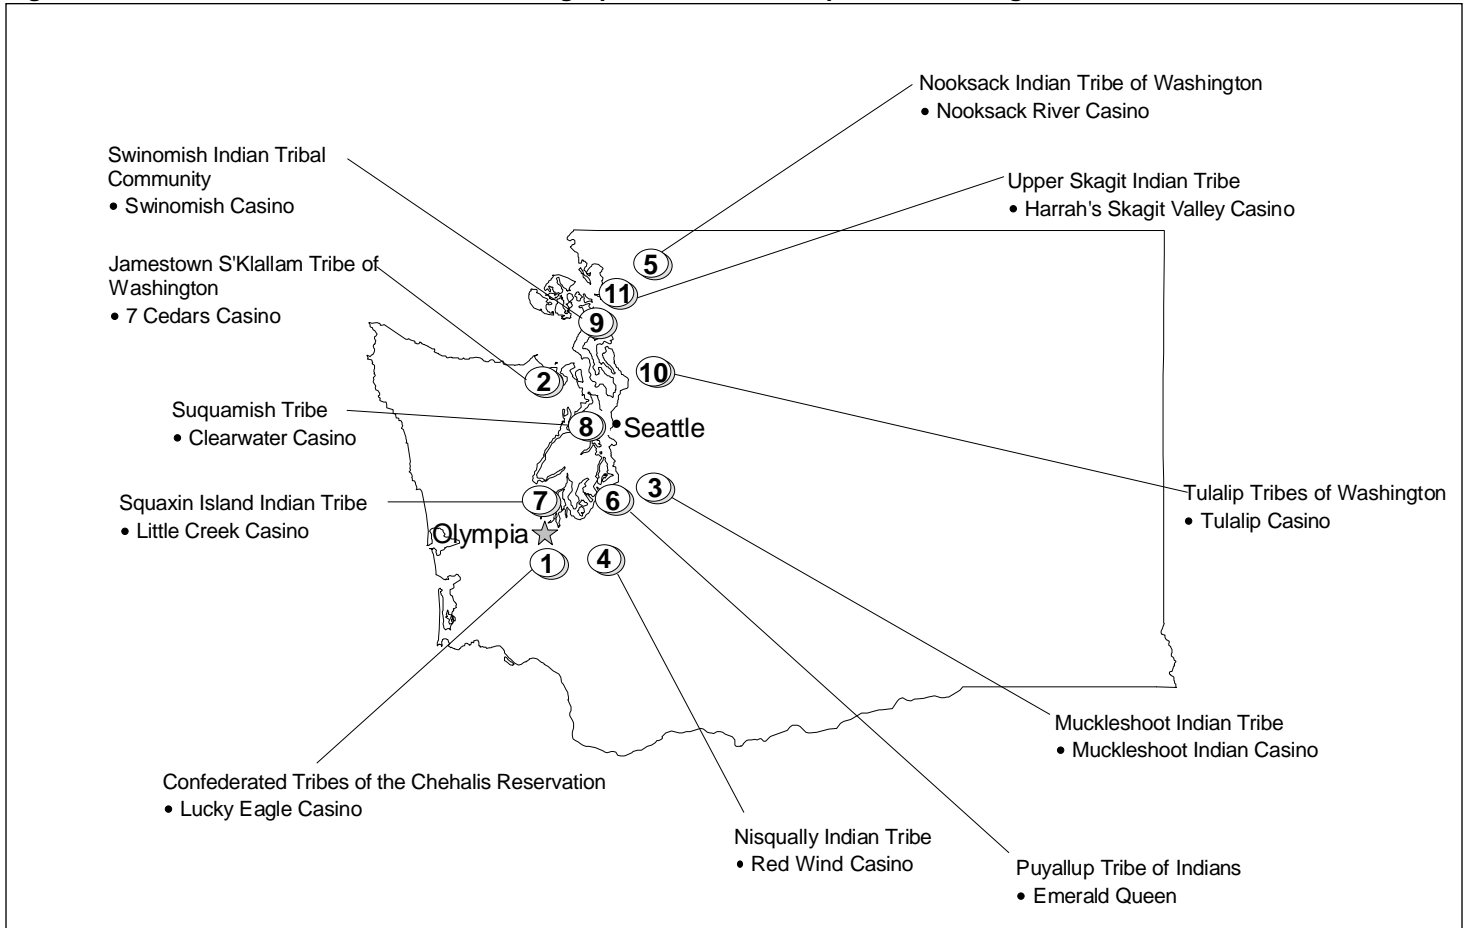 Nooksack Indian Tribe of Washington
• Nooksack River Casino
Swinomish Indian Tribal
Community
• Swinomish Casino
Upper Skagit Indian Tribe
• Harrah's Skagit Valley Casino
Jamestown S'Klallam Tribe of
Washington
• 7 Cedars Casino
5
11
9
2
10
Suquamish Tribe
• Clearwater Casino
8
Seattle
Squaxin Island Indian Tribe
• Little Creek Casino
7
6
3
Tulalip Tribes of Washington
• Tulalip Casino
Olympia
1
4
Muckleshoot Indian Tribe
• Muckleshoot Indian Casino
Confederated Tribes of the Chehalis Reservation
• Lucky Eagle Casino
Nisqually Indian Tribe
• Red Wind Casino
Puyallup Tribe of Indians
• Emerald Queen